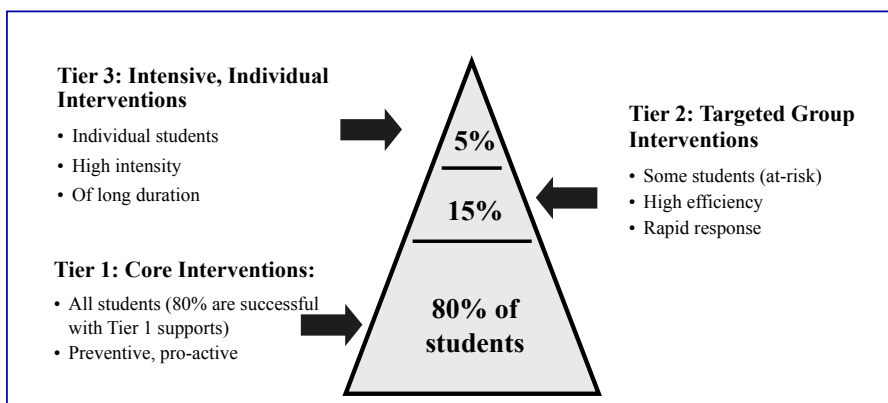 Tier 3: Intensive, Individual
Interventions
• Individual students
• High intensity
• Of long duration
5%
Tier 2: Targeted Group
Interventions
• Some students (at-risk)
• High efficiency
• Rapid response
15%
Tier 1: Core Interventions:
• All students (80% are successful
with Tier 1 supports)
• Preventive, pro-active
80% of
students